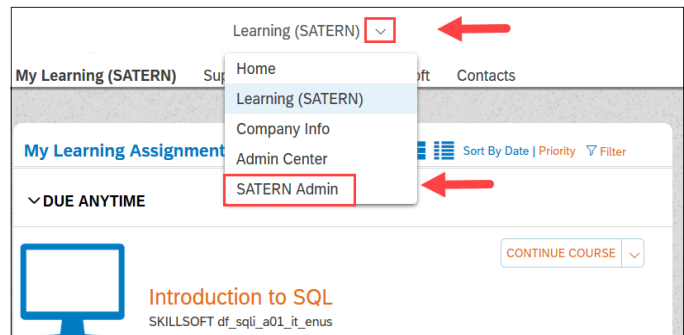 Learning (SATERN)
My Learning (SATERN) Contacts
Home
Learning (SATERN)
Company Info
Admin Center
SATERN Admin
My Learning Assignment
Sort By Date | Priority Filter
DUE ANYTIME
CONTINUE COURSE
Introduction to SQL
SKILLSOFT df_sqli_a01_it_enus